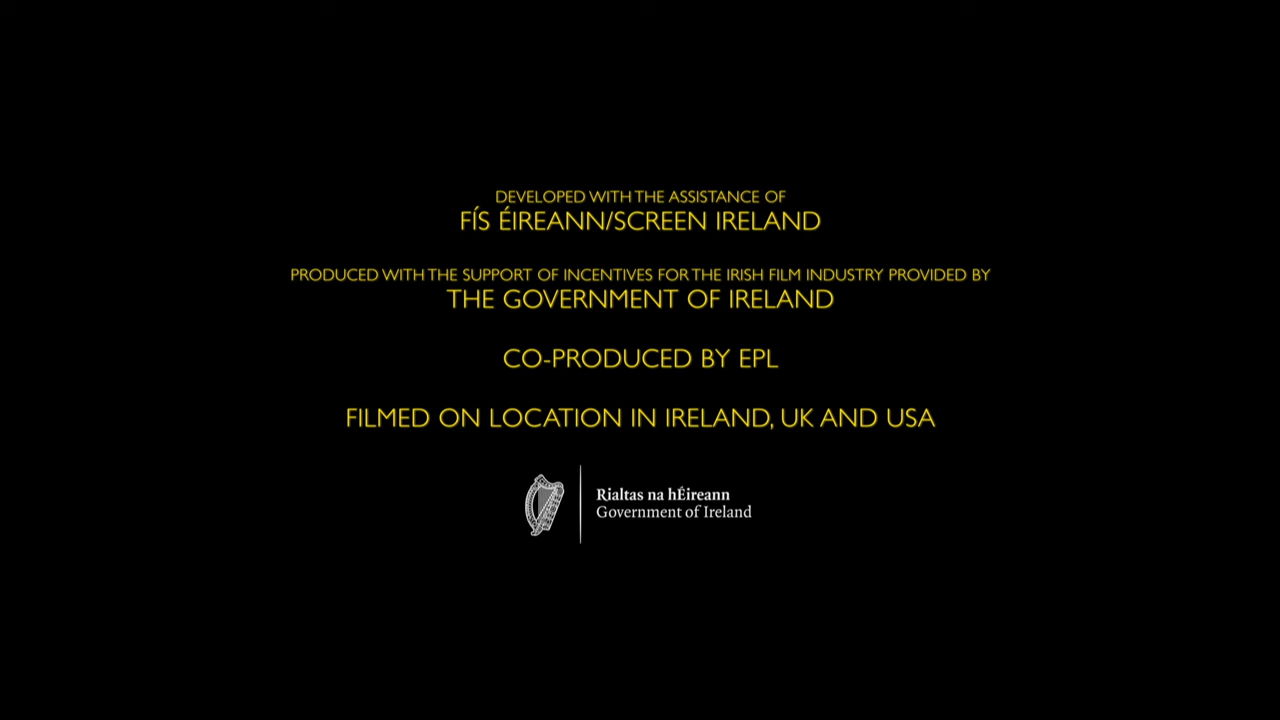 DEVELOPED WITH THE ASSISTANCE OF
FÍS ÉIREANN/SCREEN IRELAND
PRODUCED WITH THE SUPPORT OF INCENTIVES FOR THE IRISH FILM INDUSTRY PROVIDED BY
THE GOVERNMENT OF IRELAND
CO-PRODUCED BY EPL
FILMED ON LOCATION IN IRELAND, UK AND USA
Rialtas na hÉireann
Government of Ireland